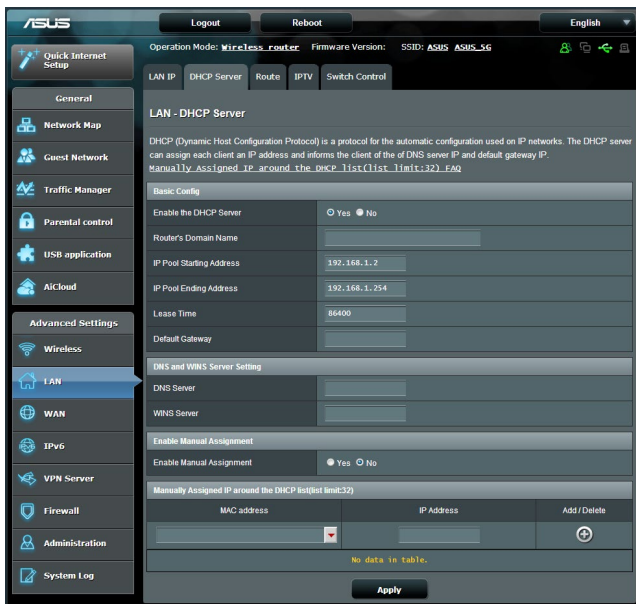 ASUS
Logout
Reboot
English
Quick Internet Setup
Operation Mode: Wireless router Firmware Version: SSID: ASUS ASUS_5G
LAN IP
DHCP Server
Route
IPTV
Switch Control
General
Network Map
Guest Network
Traffic Manager
Parental control
USB application
AiCloud
Advanced Settings
Wireless
LAN
WAN
IPv6
VPN Server
Firewall
Administration
System Log
LAN - DHCP Server
DHCP (Dynamic Host Configuration Protocol) is a protocol for the automatic configuration used on IP networks. The DHCP server
can assign each client an IP address and informs the client of the of DNS server IP and default gateway IP.
Manually Assigned IP around the DHCP list(list limit:32) FAQ
Basic Config
Enable the DHCP Server Yes No
Router's Domain Name
IP Pool Starting Address 192.168.1.2
IP Pool Ending Address 192.168.1.254
Lease Time 86400
Default Gateway
DNS and WINS Server Setting
DNS Server
WINS Server
Enable Manual Assignment
Enable Manual Assignment Yes No
Manually Assigned IP around the DHCP list(list limit:32)
MAC address IP Address Add / Delete
No data in table.
Apply